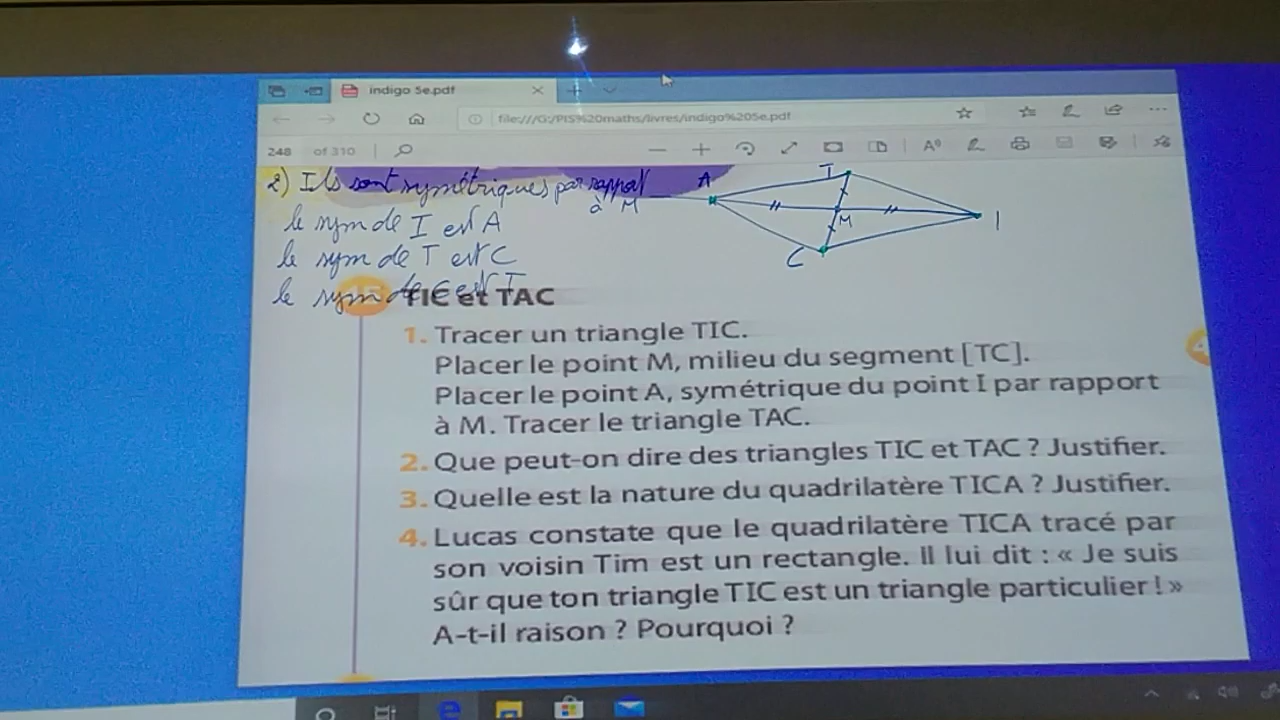 indigo 5e.pdf
file:///G:/PIS%20maths/livres/indigo%205e.pdf
248 of 310
2) Ils sont symétriques par rappol
à M
le sym de I est A
le sym de T est C
le sym de C est T
A
T
M
I
C
TIC et TAC
1. Tracer un triangle TIC.
Placer le point M, milieu du segment [TC].
Placer le point A, symétrique du point I par rapport
à M. Tracer le triangle TAC.
2. Que peut-on dire des triangles TIC et TAC ? Justifier.
3. Quelle est la nature du quadrilatère TICA ? Justifier.
4. Lucas constate que le quadrilatère TICA tracé par
son voisin Tim est un rectangle. Il lui dit : « Je suis
sûr que ton triangle TIC est un triangle particulier ! »
A-t-il raison ? Pourquoi ?